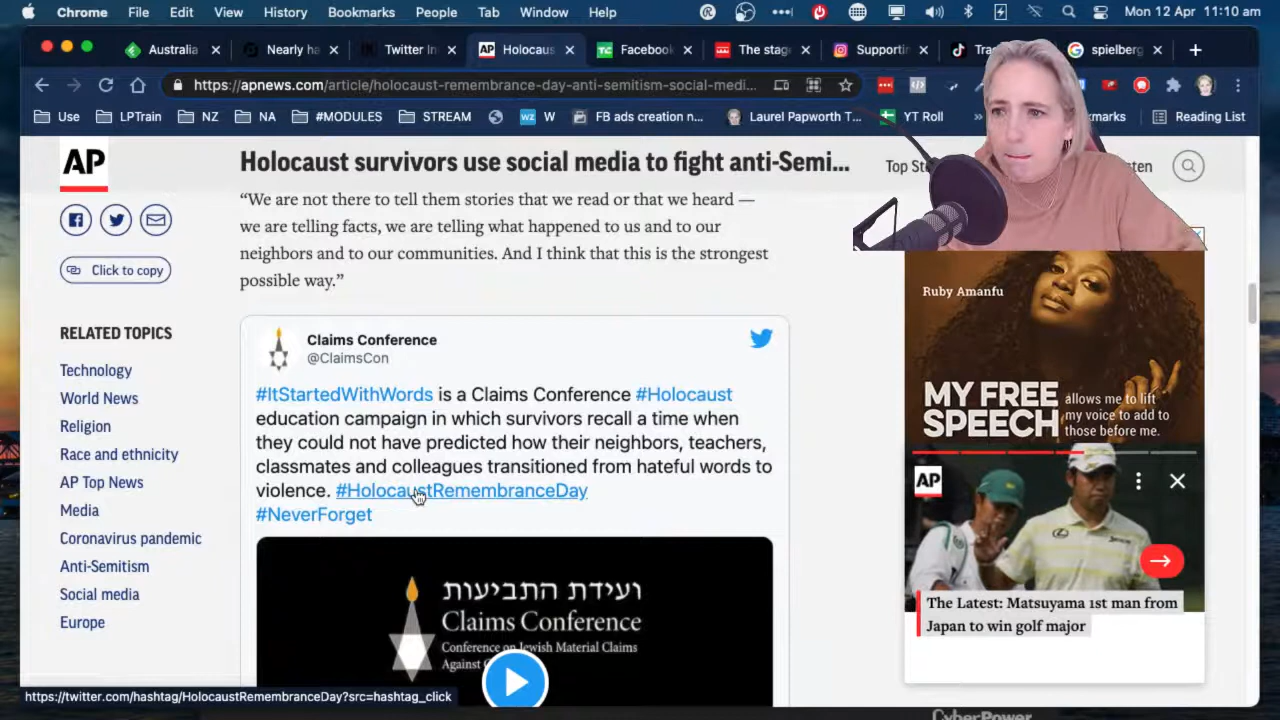 Chrome File Edit View History Bookmarks People Tab Window Help Mon 12 Apr 11:10 am
Australia Nearly ha Twitter In Holocaus Facebook The stage Supportin Tra spielberg
https://apnews.com/article/holocaust-remembrance-day-anti-semitism-social-medi...
Use LPTrain NZ NA #MODULES STREAM W FB ads creation n... Laurel Papworth T... YT Roll Reading List
AP
Holocaust survivors use social media to fight anti-Semi...
“We are not there to tell them stories that we read or that we heard —
we are telling facts, we are telling what happened to us and to our
neighbors and to our communities. And I think that this is the strongest
possible way.”
Click to copy
RELATED TOPICS
Technology
World News
Religion
Race and ethnicity
AP Top News
Media
Coronavirus pandemic
Anti-Semitism
Social media
Europe
Claims Conference
@ClaimsCon
#ItStartedWithWords is a Claims Conference #Holocaust
education campaign in which survivors recall a time when
they could not have predicted how their neighbors, teachers,
classmates and colleagues transitioned from hateful words to
violence. #HolocaustRemembranceDay
#NeverForget
ועידת התביעות
Claims Conference
Conference on Jewish Material Claims
Against
Ruby Amanfu
MY FREE
SPEECH
allows me to lift
my voice to add to
those before me.
AP
The Latest: Matsuyama 1st man from
Japan to win golf major
https://twitter.com/hashtag/HolocaustRemembranceDay?src=hashtag_click
CyberPower